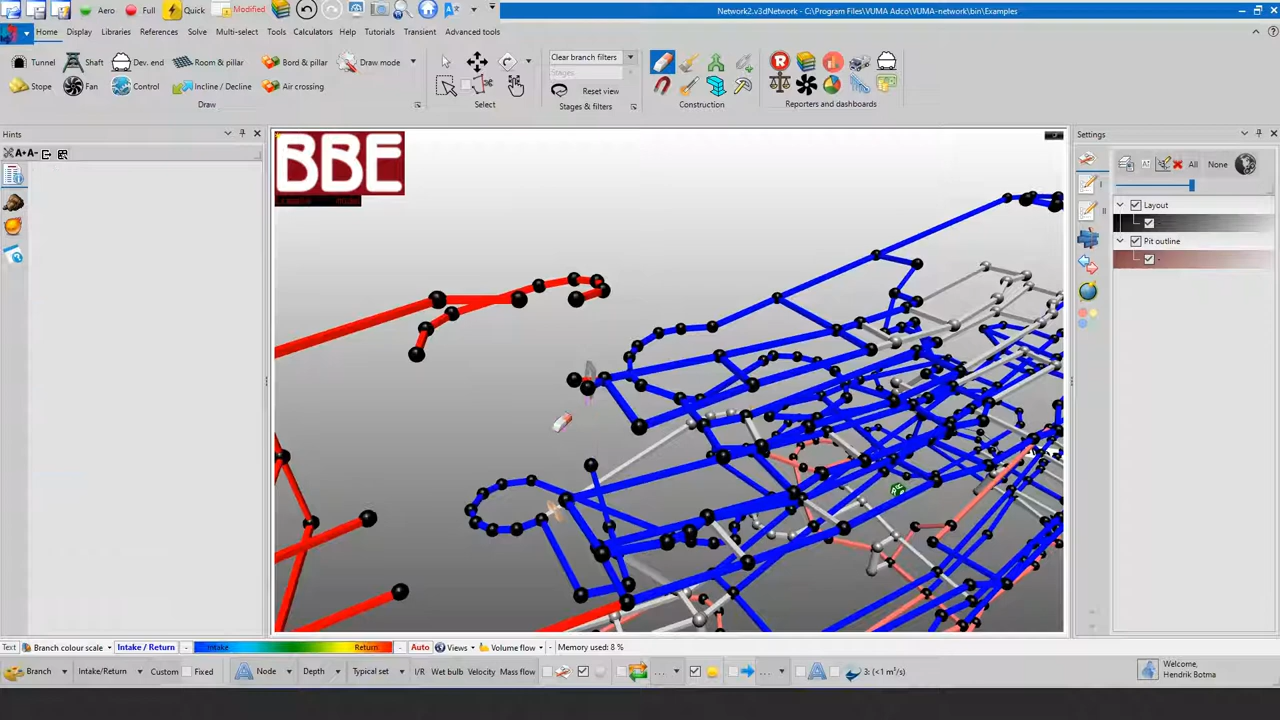 Aero Full Quick Modified Network2.v3dNetwork - C:\Program Files\VUMA Adco\VUMA-network\bin\Examples
Home Display Libraries References Solve Multi-select Tools Calculators Help Tutorials Transient Advanced tools
Tunnel Shaft Dev. end Room & pillar Bord & pillar Draw mode
Stope Fan Control Incline / Decline Air crossing
Clear branch filters
Stages
Reset view
Draw Select Stages & filters Construction Reporters and dashboards
Hints
A+ A-
BBE
Settings
All None
Layout
Pit outline
Text Branch colour scale Intake / Return Intake Return Auto Views Volume flow Memory used: 8 %
Branch Intake/Return Custom Fixed Node Depth Typical set I/R Wet bulb Velocity Mass flow ... ... 3: (<1 m³/s)
Welcome,
Hendrik Botma